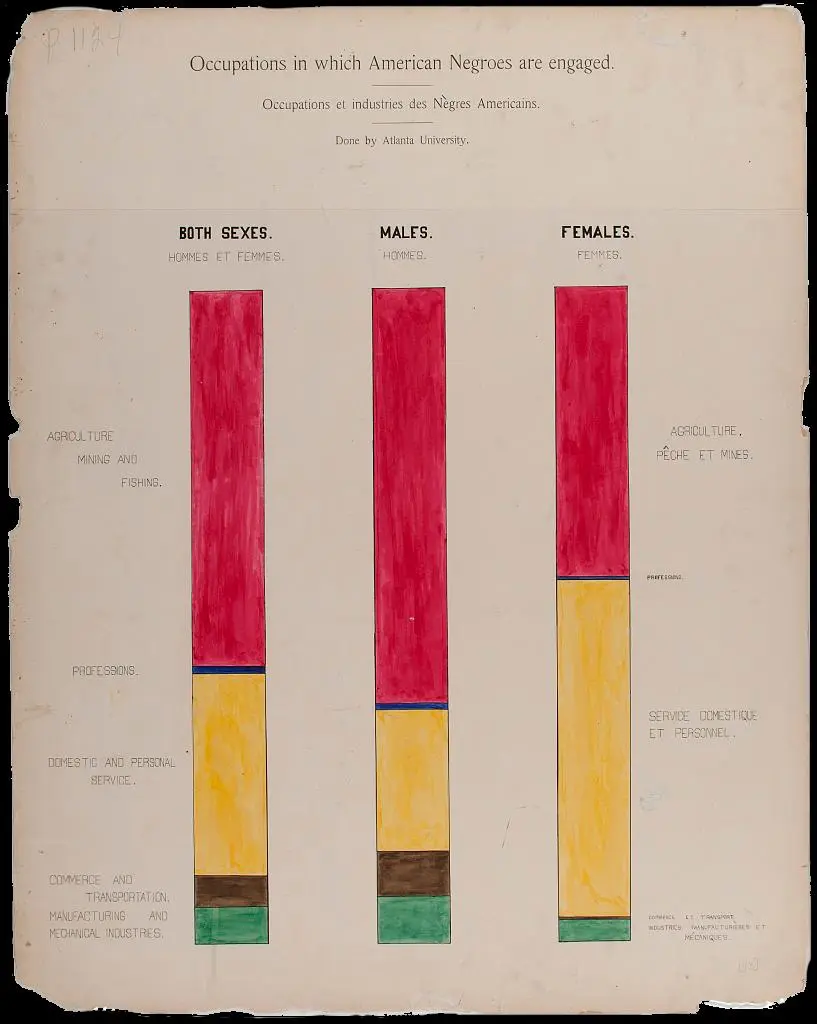 P 1124
Occupations in which American Negroes are engaged.
Occupations et industries des Nègres Americains.
Done by Atlanta University.
BOTH SEXES.
HOMMES ET FEMMES.
MALES.
HOMMES.
FEMALES.
FEMMES.
AGRICULTURE
MINING AND
FISHING.
PROFESSIONS.
DOMESTIC AND PERSONAL
SERVICE.
COMMERCE AND
TRANSPORTATION.
MANUFACTURING AND
MECHANICAL INDUSTRIES.
AGRICULTURE,
PÊCHE ET MINES.
PROFESSIONS.
SERVICE DOMESTIQUE
ET PERSONNEL.
COMMERCE ET TRANSPORT.
INDUSTRIES MANUFACTURIÈRES ET
MÉCANIQUES.